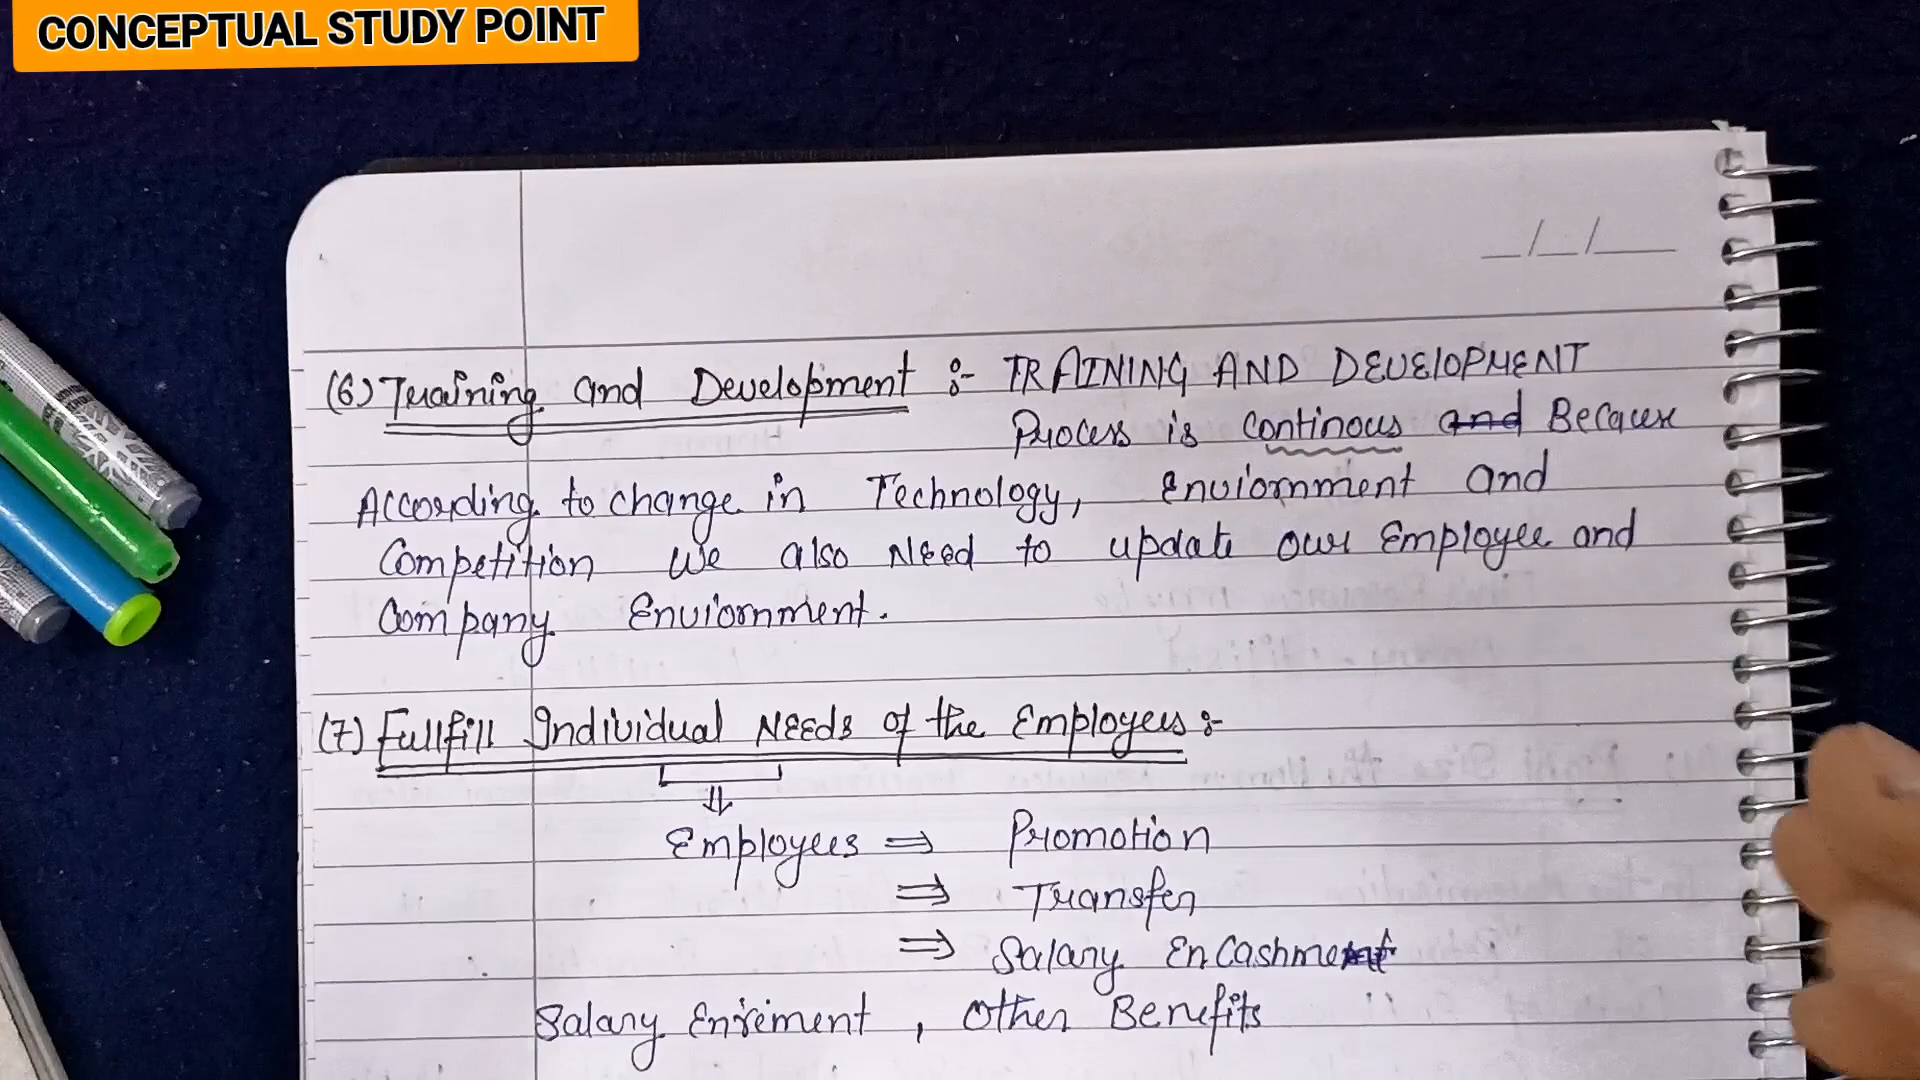 CONCEPTUAL STUDY POINT
_/_/__
(6) Training and Development :- TRAINING AND DEVELOPMENT
Process is continous and Because
According to change in Technology, Enviornment and
Competition we also Need to update our Employee and
Company Enviornment.
(7) Fullfill Individual Needs of the Employees :-
⇓
Employees ⇒ Promotion
⇒ Transfer
⇒ Salary Encashment
Salary Enirement , Other Benefits